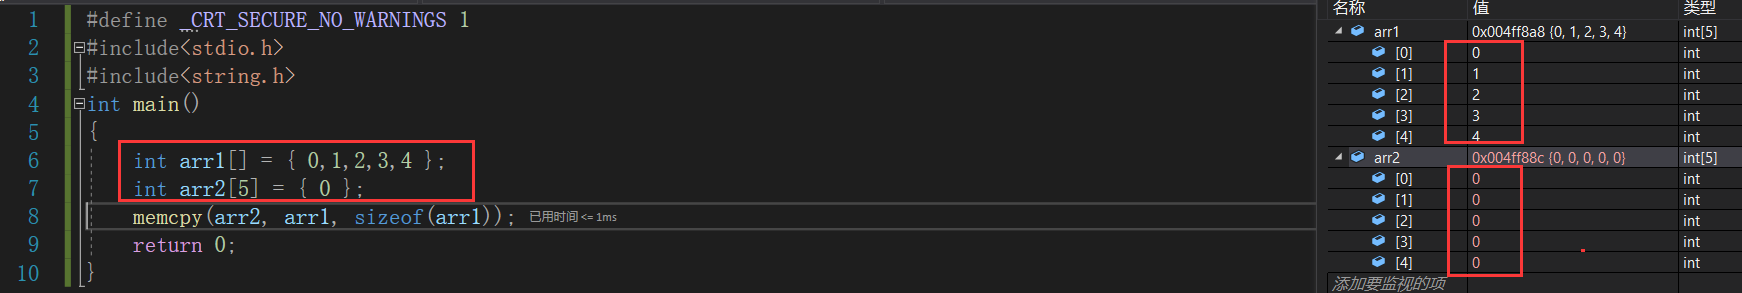 1 #define _CRT_SECURE_NO_WARNINGS 1
2 #include<stdio.h>
3 #include<string.h>
4 int main()
5 {
6 int arr1[] = { 0,1,2,3,4 };
7 int arr2[5] = { 0 };
8 memcpy(arr2, arr1, sizeof(arr1)); 已用时间 <= 1ms
9 return 0;
10 }
名称 值 类型
arr1 0x004ff8a8 {0, 1, 2, 3, 4} int[5]
[0] 0 int
[1] 1 int
[2] 2 int
[3] 3 int
[4] 4 int
arr2 0x004ff88c {0, 0, 0, 0, 0} int[5]
[0] 0 int
[1] 0 int
[2] 0 int
[3] 0 int
[4] 0 int
添加要监视的项